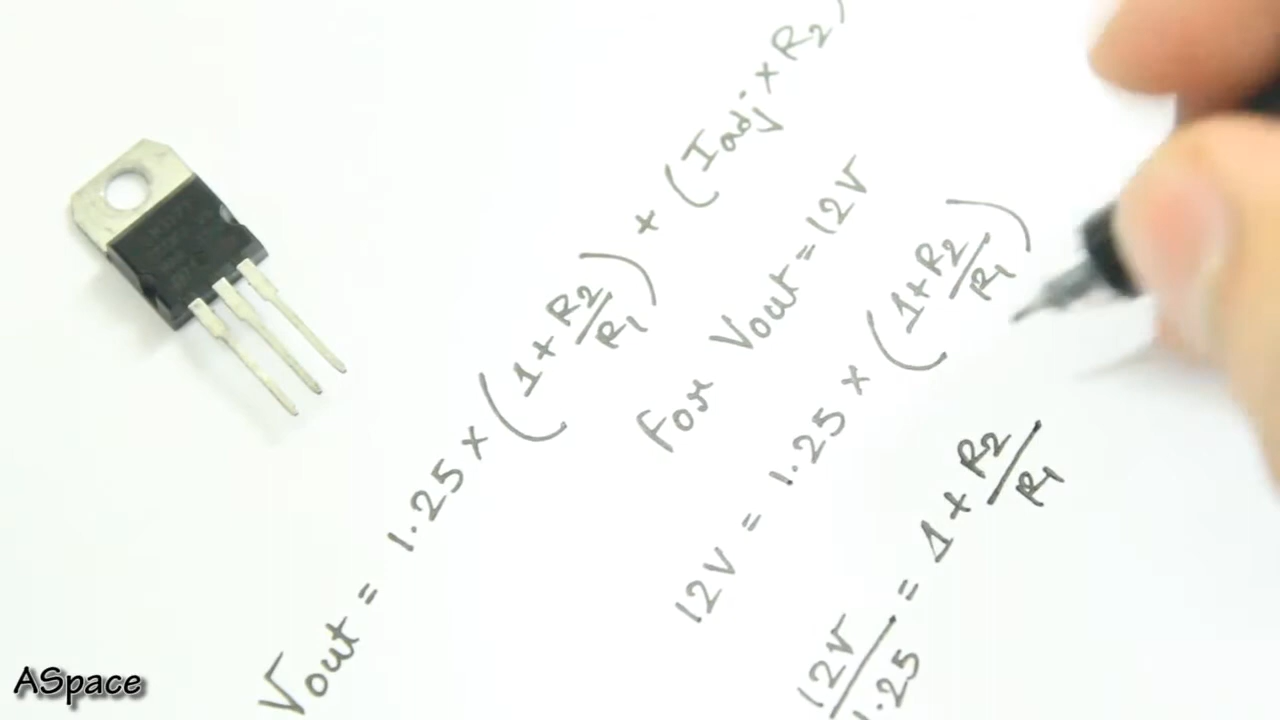 Vout = 1.25 × (1 + R2/R1) + (Iadj × R2)
For Vout = 12V
12V = 1.25 × (1 + R2/R1)
12V/1.25 = 1 + R2/R1
ASpace